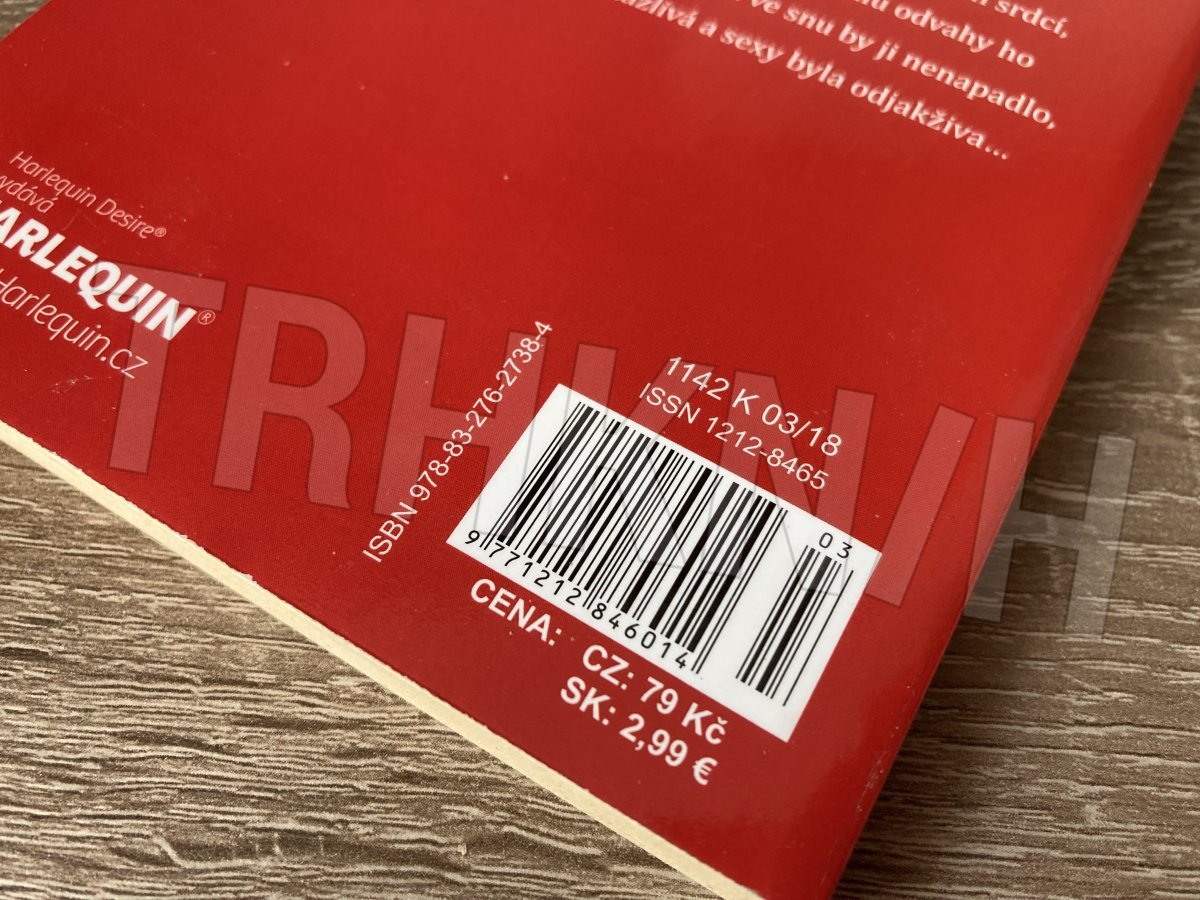 srdcí,
odvahy ho
ve snu by ji nenapadlo,
a sexy byla odjakživa...
Harlequin Desire®
HARLEQUIN®
Harlequin.cz
ISBN 978-83-276-2738-4
1142 K 03/18
ISSN 1212-8465
03
9 771212 846014
CENA: CZ: 79 Kč
SK: 2,99 €
TRHKNIH